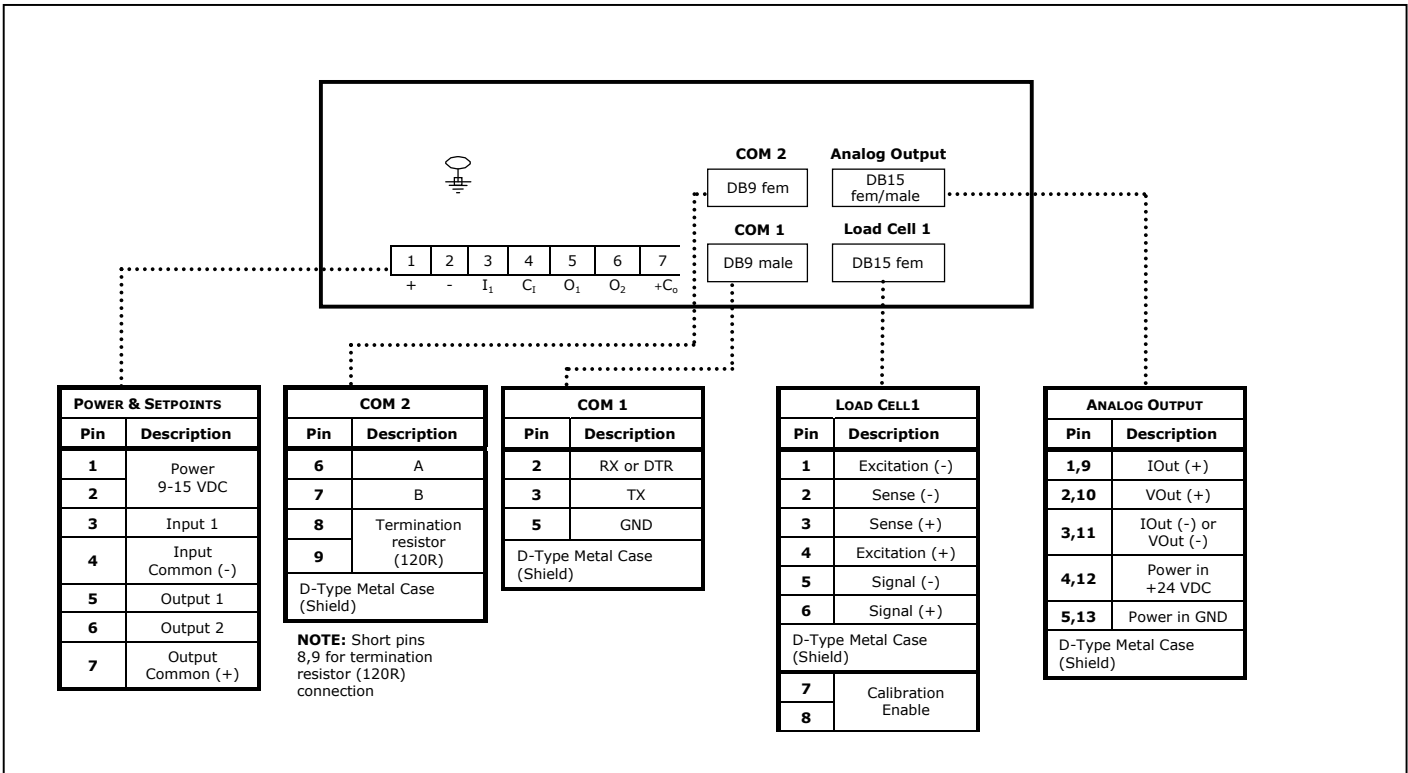 COM 2
Analog Output
DB9 fem
DB15
fem/male
COM 1
Load Cell 1
DB9 male
DB15 fem
1 2 3 4 5 6 7
+ - I₁ C_I O₁ O₂ +Cₒ
POWER & SETPOINTS
Pin Description
1
2
Power
9-15 VDC
3 Input 1
4 Input
Common (-)
5 Output 1
6 Output 2
7 Output
Common (+)
COM 2
Pin Description
6 A
7 B
8
9
Termination
resistor
(120R)
D-Type Metal Case
(Shield)
NOTE: Short pins
8,9 for termination
resistor (120R)
connection
COM 1
Pin Description
2 RX or DTR
3 TX
5 GND
D-Type Metal Case
(Shield)
LOAD CELL1
Pin Description
1 Excitation (-)
2 Sense (-)
3 Sense (+)
4 Excitation (+)
5 Signal (-)
6 Signal (+)
D-Type Metal Case
(Shield)
7
8
Calibration
Enable
ANALOG OUTPUT
Pin Description
1,9 IOut (+)
2,10 VOut (+)
3,11 IOut (-) or
VOut (-)
4,12 Power in
+24 VDC
5,13 Power in GND
D-Type Metal Case
(Shield)